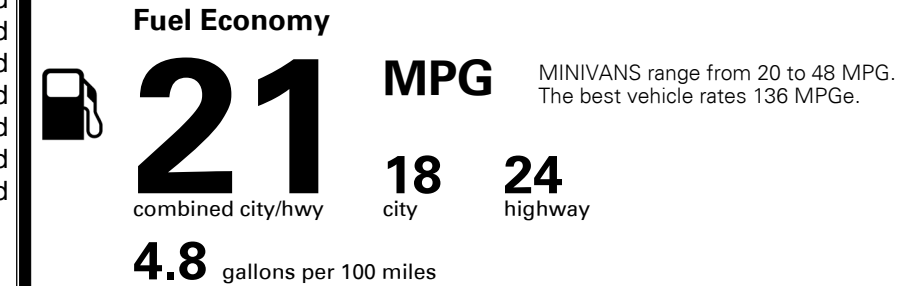 Fuel Economy
21 MPG
MINIVANS range from 20 to 48 MPG.
The best vehicle rates 136 MPGe.
18 24
combined city/hwy city highway
4.8 gallons per 100 miles